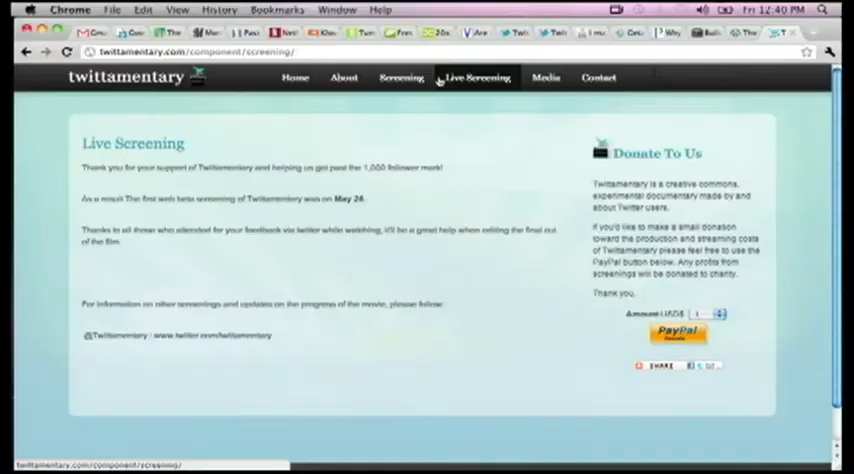 Chrome File Edit View History Bookmarks Window Help
Fri 12:40 PM
twittamentary.com/component/screening/
twittamentary Home About Screening Live Screening Media Contact
Live Screening
Thank you for your support of Twittamentary and helping us get past the 1,000 follower mark!
As a result The first web beta screening of Twittamentary was on May 26.
Thanks to all those who attended for your feedback via twitter while watching, it'll be a great help when editing the final cut
of the film
For information on other screenings and updates on the progress of the movie, please follow:
@Twittamentary : www.twitter.com/twittamentary
Donate To Us
Twittamentary is a creative commons,
experimental documentary made by and
about Twitter users.
If you'd like to make a small donation
toward the production and streaming costs
of Twittamentary please feel free to use the
PayPal button below. Any profits from
screenings will be donated to charity.
Thank you.
Amount USD$ 1
PayPal
Donate
SHARE
twittamentary.com/component/screening/